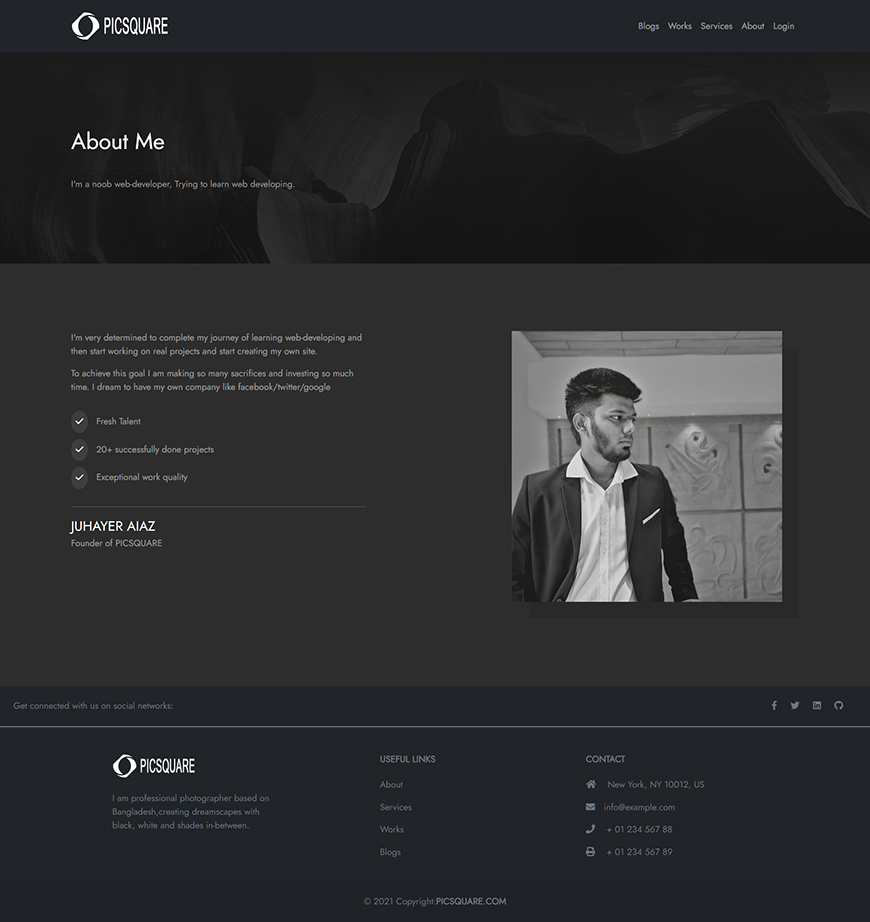 PICSQUARE
Blogs Works Services About Login
About Me
I'm a noob web-developer, Trying to learn web developing.
I'm very determined to complete my journey of learning web-developing and
then start working on real projects and start creating my own site.
To achieve this goal I am making so many sacrifices and investing so much
time. I dream to have my own company like facebook/twitter/google
Fresh Talent
20+ successfully done projects
Exceptional work quality
JUHAYER AIAZ
Founder of PICSQUARE
Get connected with us on social networks:
PICSQUARE
I am professional photographer based on
Bangladesh,creating dreamscapes with
black, white and shades in-between.
USEFUL LINKS
About
Services
Works
Blogs
CONTACT
New York, NY 10012, US
info@example.com
+ 01 234 567 88
+ 01 234 567 89
© 2021 Copyright:PICSQUARE.COM